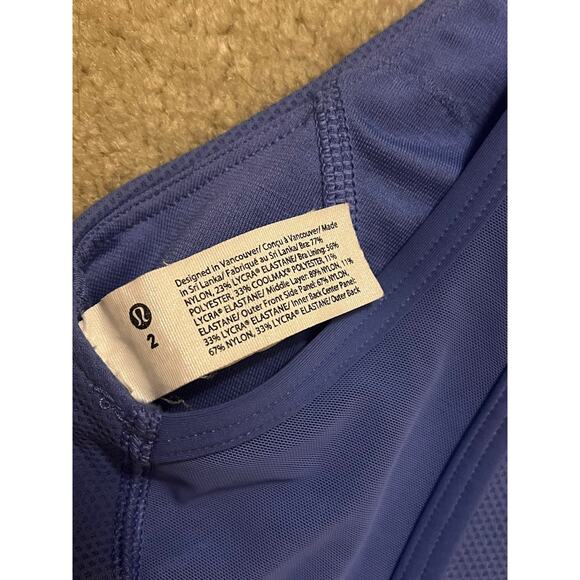 2
Designed in Vancouver/ Conçu à Vancouver/ Made
In Sri Lanka/ Fabriqué au Sri Lanka/ Bra: 77%
NYLON, 23% LYCRA® ELASTANE/ Bra Lining: 56%
POLYESTER, 33% COOLMAX® POLYESTER, 11%
LYCRA® ELASTANE/ Middle Layer: 89% NYLON, 11%
ELASTANE/ Outer Front Side Panel: 67% NYLON,
33% LYCRA® ELASTANE/ Inner Back Center Panel:
67% NYLON, 33% LYCRA® ELASTANE/ Outer Back